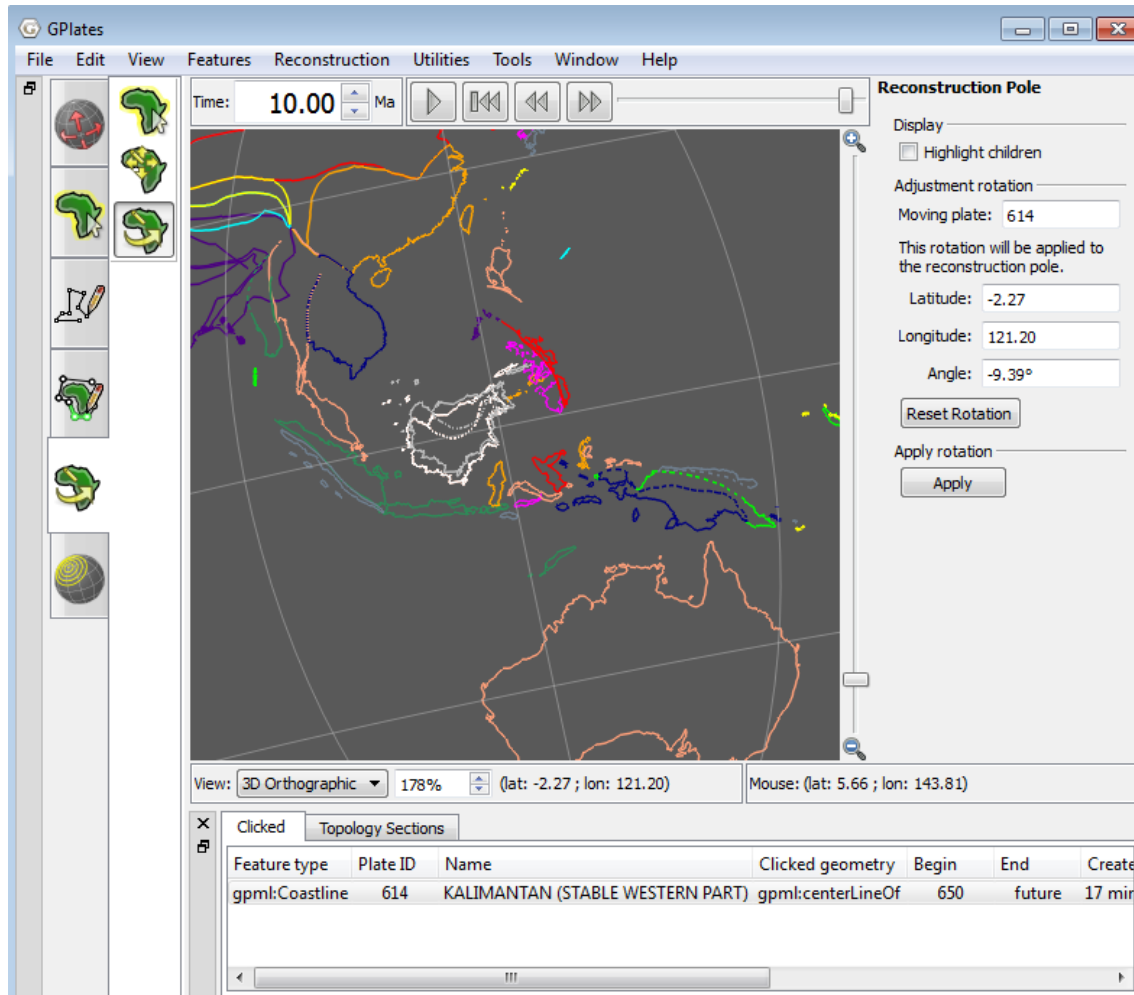 GPlates
File Edit View Features Reconstruction Utilities Tools Window Help
Time: 10.00 Ma
Reconstruction Pole
Display
Highlight children
Adjustment rotation
Moving plate: 614
This rotation will be applied to
the reconstruction pole.
Latitude: -2.27
Longitude: 121.20
Angle: -9.39°
Reset Rotation
Apply rotation
Apply
View: 3D Orthographic 178% (lat: -2.27 ; lon: 121.20) Mouse: (lat: 5.66 ; lon: 143.81)
Clicked Topology Sections
Feature type Plate ID Name Clicked geometry Begin End Create
gpml:Coastline 614 KALIMANTAN (STABLE WESTERN PART) gpml:centerLineOf 650 future 17 min